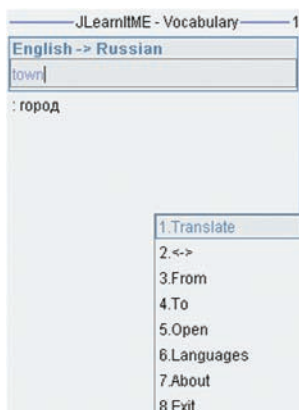 JLearnItME - Vocabulary 1
English -> Russian
town
: город
1.Translate
2.<->
3.From
4.To
5.Open
6.Languages
7.About
8.Exit